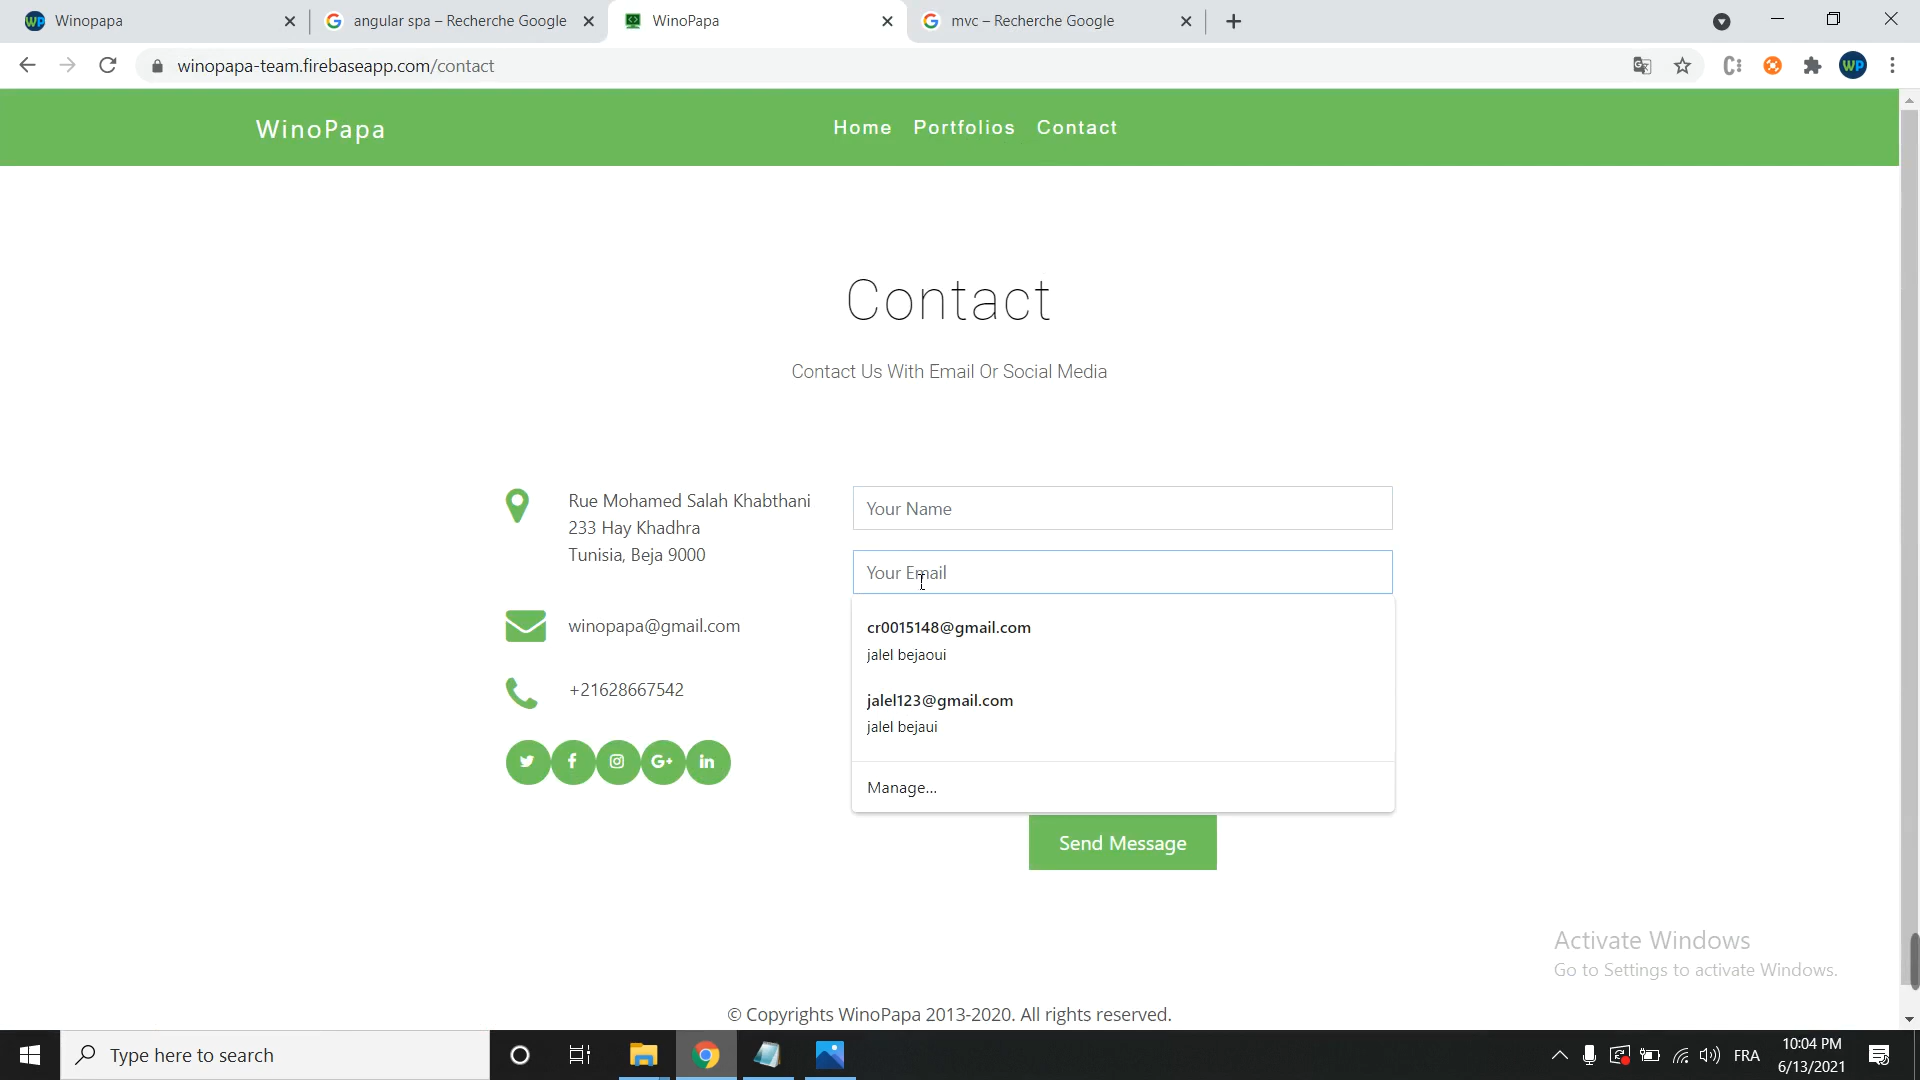 Winopapa
angular spa – Recherche Google
WinoPapa
mvc – Recherche Google
winopapa-team.firebaseapp.com/contact
WP
WinoPapa
Home Portfolios Contact
Contact
Contact Us With Email Or Social Media
Rue Mohamed Salah Khabthani
233 Hay Khadhra
Tunisia, Beja 9000
winopapa@gmail.com
+21628667542
Your Name
Your Email
cr0015148@gmail.com
jalel bejaoui
jalel123@gmail.com
jalel bejaui
Manage...
Send Message
Activate Windows
Go to Settings to activate Windows.
© Copyrights WinoPapa 2013-2020. All rights reserved.
Type here to search
FRA
10:04 PM
6/13/2021